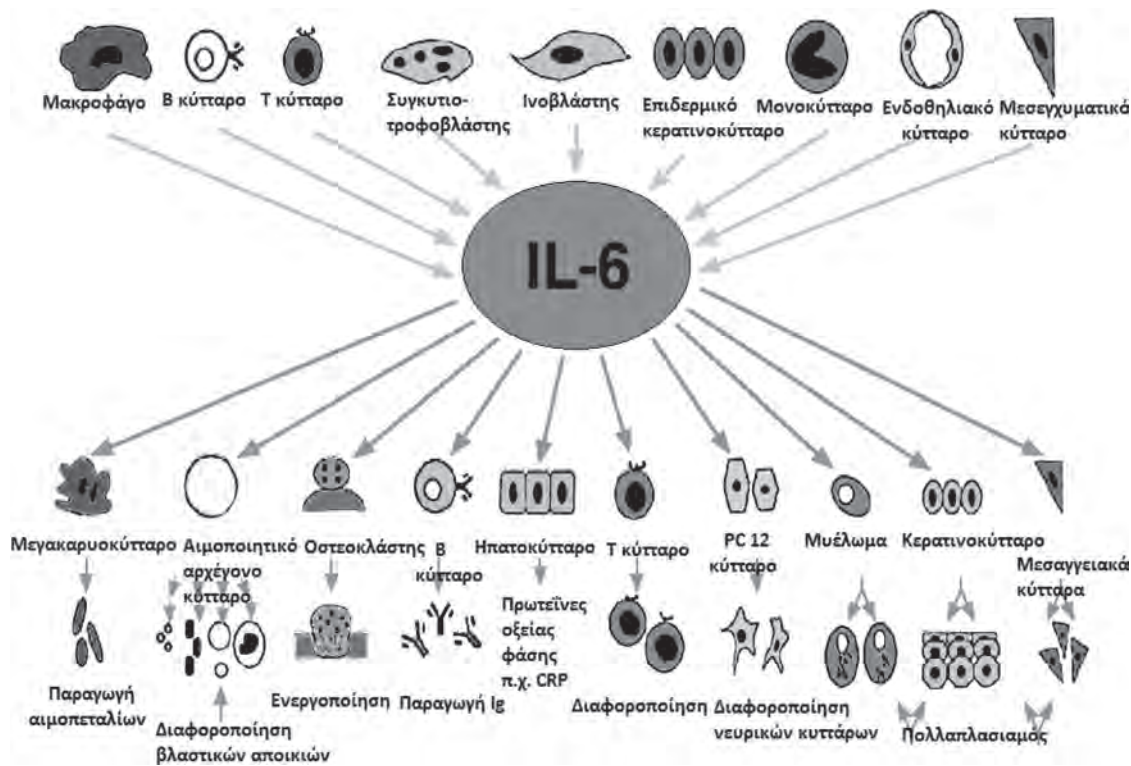 Μακροφάγο
Β κύτταρο
Τ κύτταρο
Συγκυτιο-
τροφοβλάστης
Ινοβλάστης
Επιδερμικό
κερατινοκύτταρο
Μονοκύτταρο
Ενδοθηλιακό
κύτταρο
Μεσεγχυματικό
κύτταρο
IL-6
Μεγακαρυοκύτταρο
Αιμοποιητικό
αρχέγονο
κύτταρο
Οστεοκλάστης
Β
κύτταρο
Ηπατοκύτταρο
Τ κύτταρο
PC 12
κύτταρο
Μυέλωμα
Κερατινοκύτταρο
Μεσαγγειακά
κύτταρα
Παραγωγή
αιμοπεταλίων
Διαφοροποίηση
βλαστικών αποικιών
Ενεργοποίηση
Παραγωγή Ig
Πρωτεΐνες
οξείας
φάσης
π.χ. CRP
Διαφοροποίηση
Διαφοροποίηση
νευρικών κυττάρων
Πολλαπλασιαμός